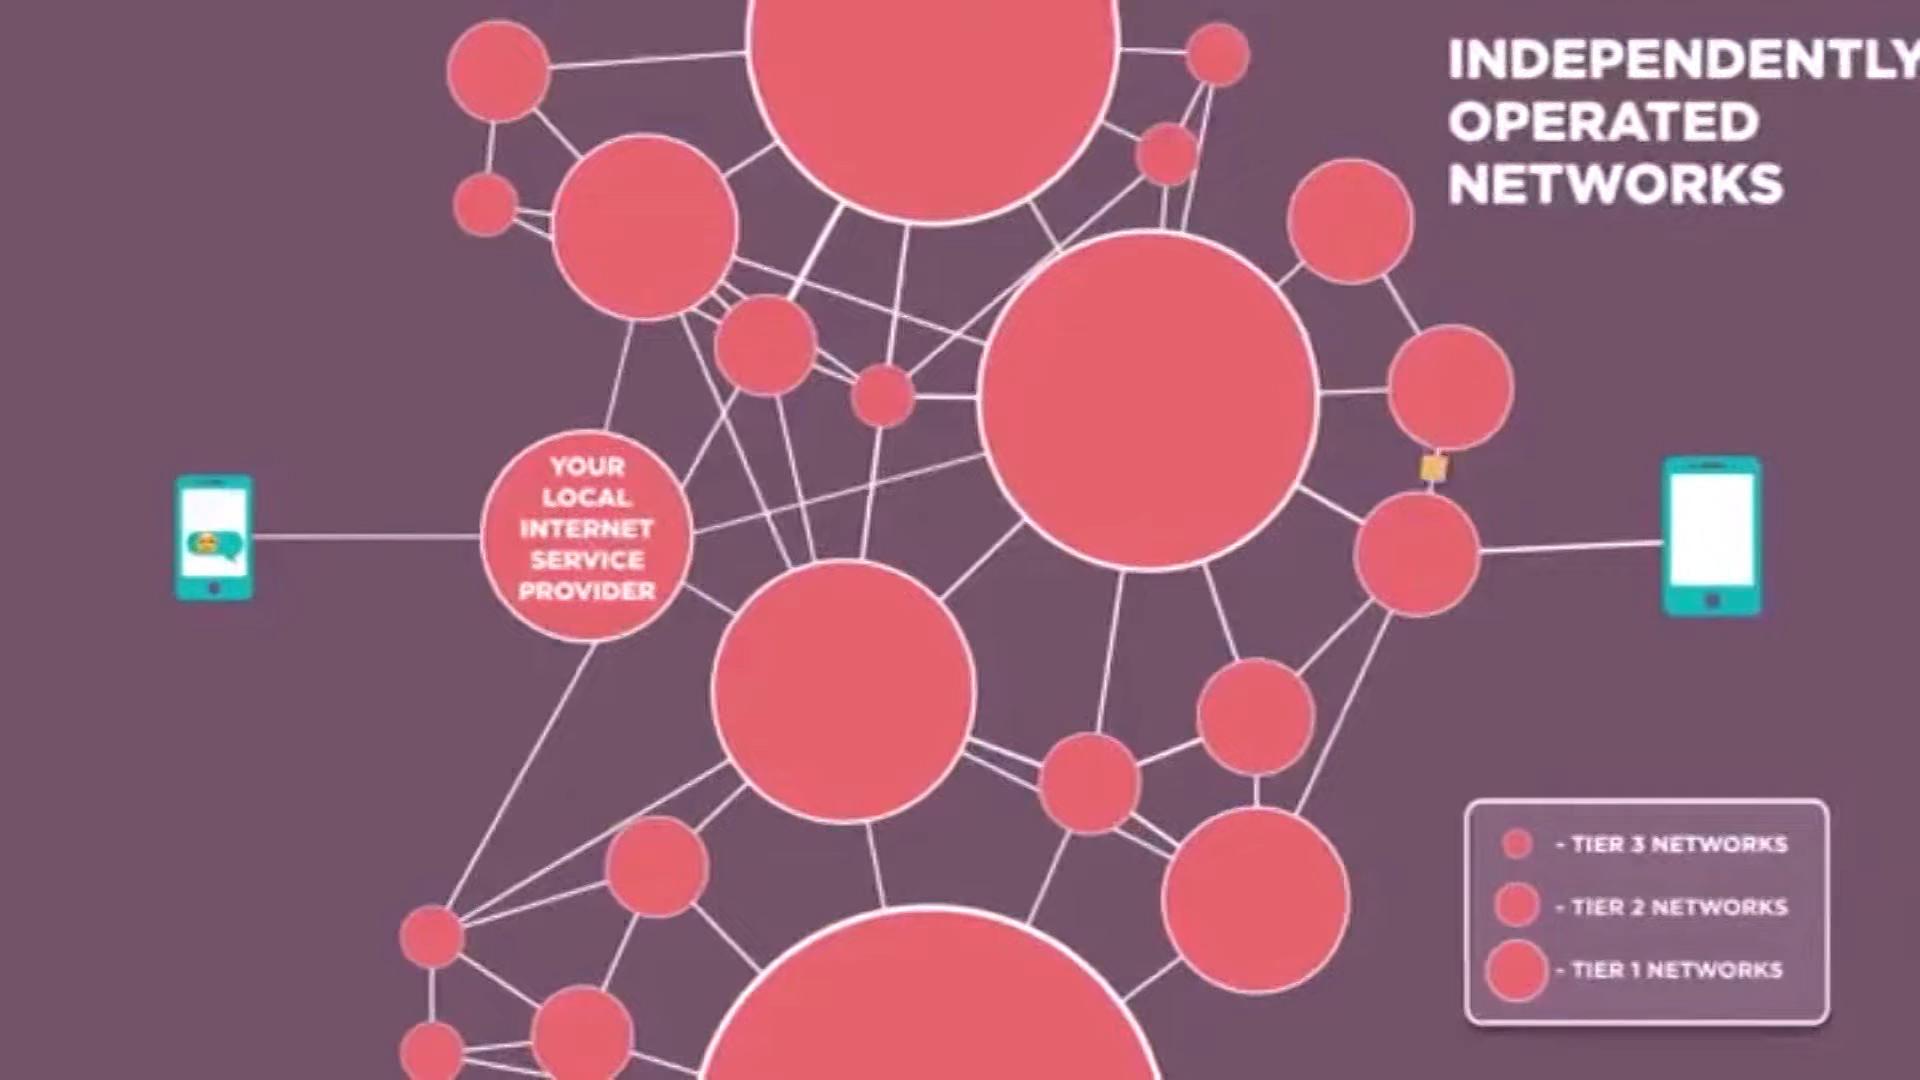 INDEPENDENTLY
OPERATED
NETWORKS
YOUR
LOCAL
INTERNET
SERVICE
PROVIDER
- TIER 3 NETWORKS
- TIER 2 NETWORKS
- TIER 1 NETWORKS